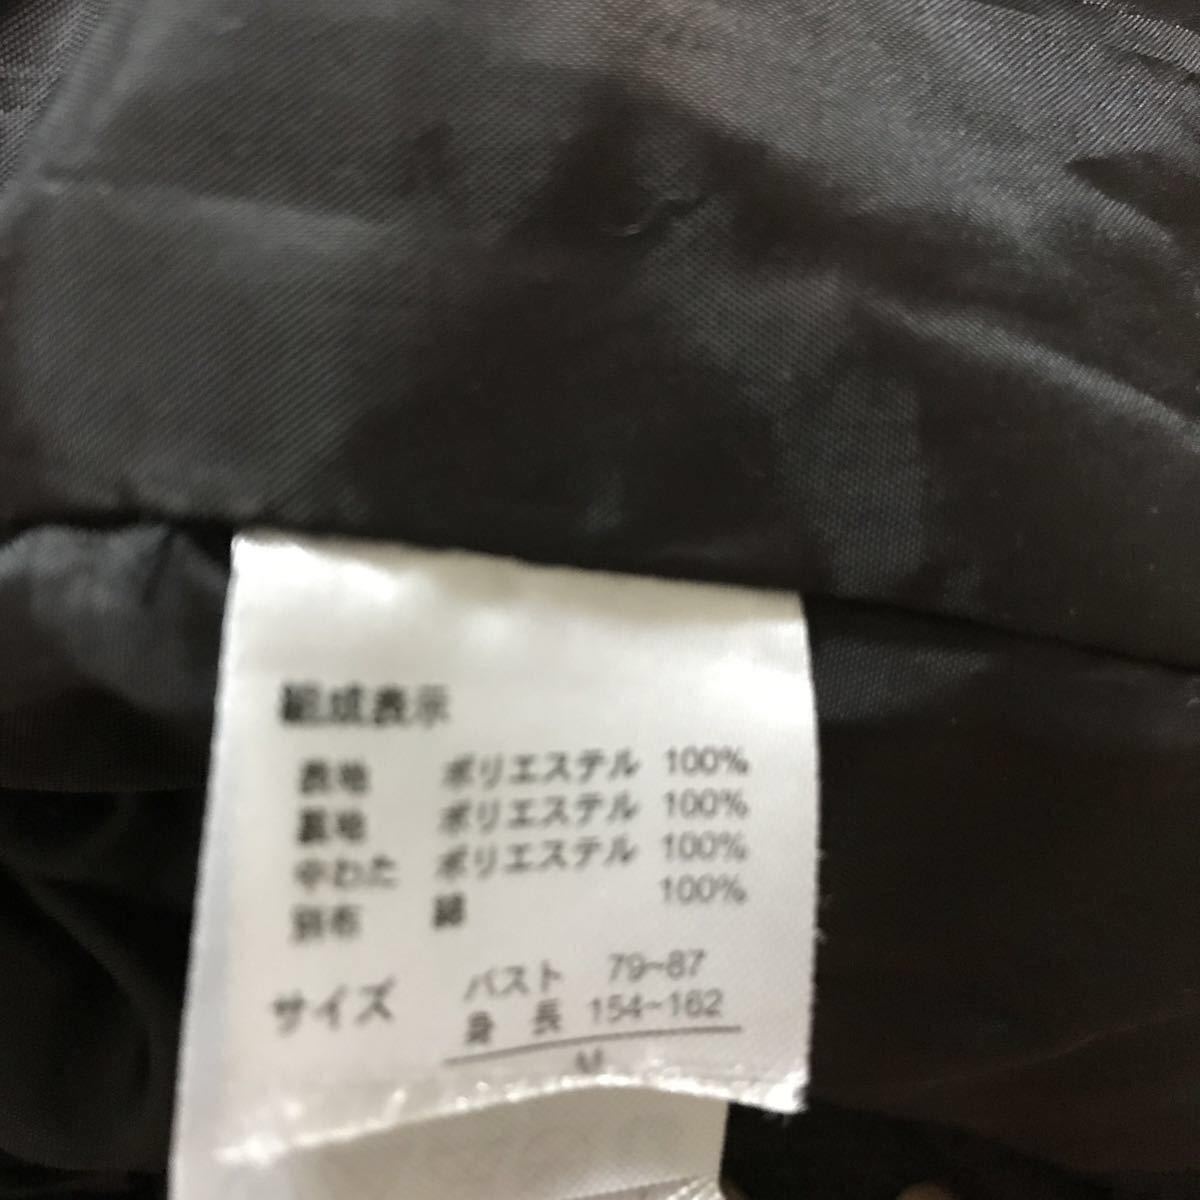 組成表示
表地 ポリエステル 100%
裏地 ポリエステル 100%
中わた ポリエステル 100%
別布 綿 100%
サイズ バスト 79~87
身長 154~162
M